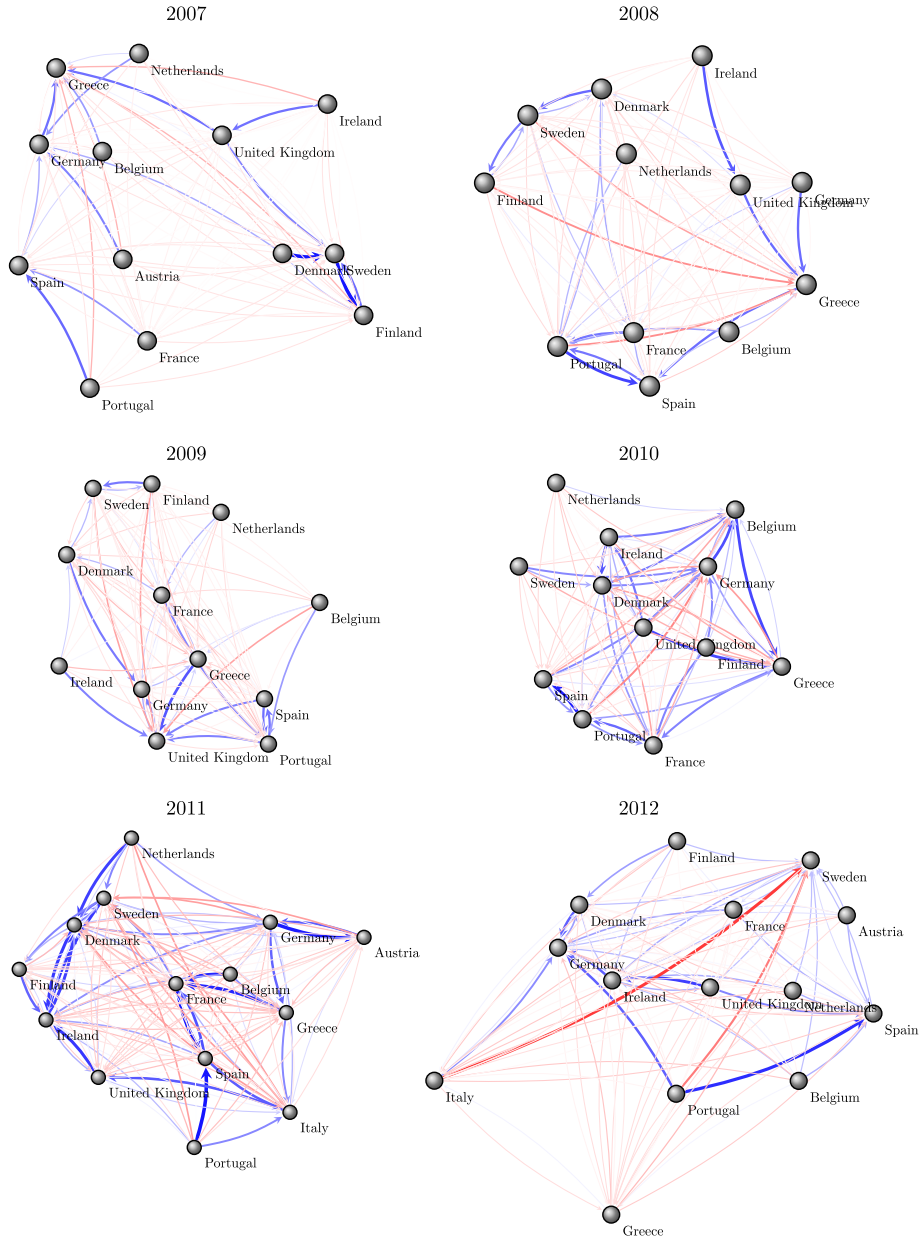 2007
2008
Netherlands
Greece
Ireland
United Kingdom
Germany
Belgium
Denmark
Sweden
Austria
Spain
Finland
France
Portugal
Ireland
Denmark
Sweden
Netherlands
Finland
United Kingdom
Germany
Greece
Portugal
France
Belgium
Spain
2009
2010
Sweden
Finland
Netherlands
Denmark
France
Belgium
Greece
Ireland
Germany
Spain
United Kingdom
Portugal
Netherlands
Belgium
Ireland
Sweden
Germany
Denmark
United Kingdom
Finland
Greece
Spain
Portugal
France
2011
2012
Netherlands
Sweden
Denmark
Germany
Austria
Finland
France
Belgium
Ireland
Greece
Spain
United Kingdom
Italy
Portugal
Finland
Sweden
Denmark
France
Austria
Germany
Ireland
United Kingdom
Netherlands
Spain
Italy
Portugal
Belgium
Greece